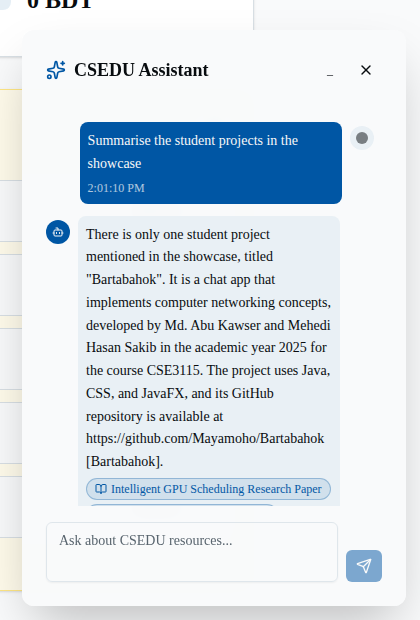 0 BDT
CSEDU Assistant
Summarise the student projects in the
showcase
2:01:10 PM
There is only one student project
mentioned in the showcase, titled
"Bartabahok". It is a chat app that
implements computer networking concepts,
developed by Md. Abu Kawser and Mehedi
Hasan Sakib in the academic year 2025 for
the course CSE3115. The project uses Java,
CSS, and JavaFX, and its GitHub
repository is available at
https://github.com/Mayamoho/Bartabahok
[Bartabahok].
Intelligent GPU Scheduling Research Paper
Ask about CSEDU resources...